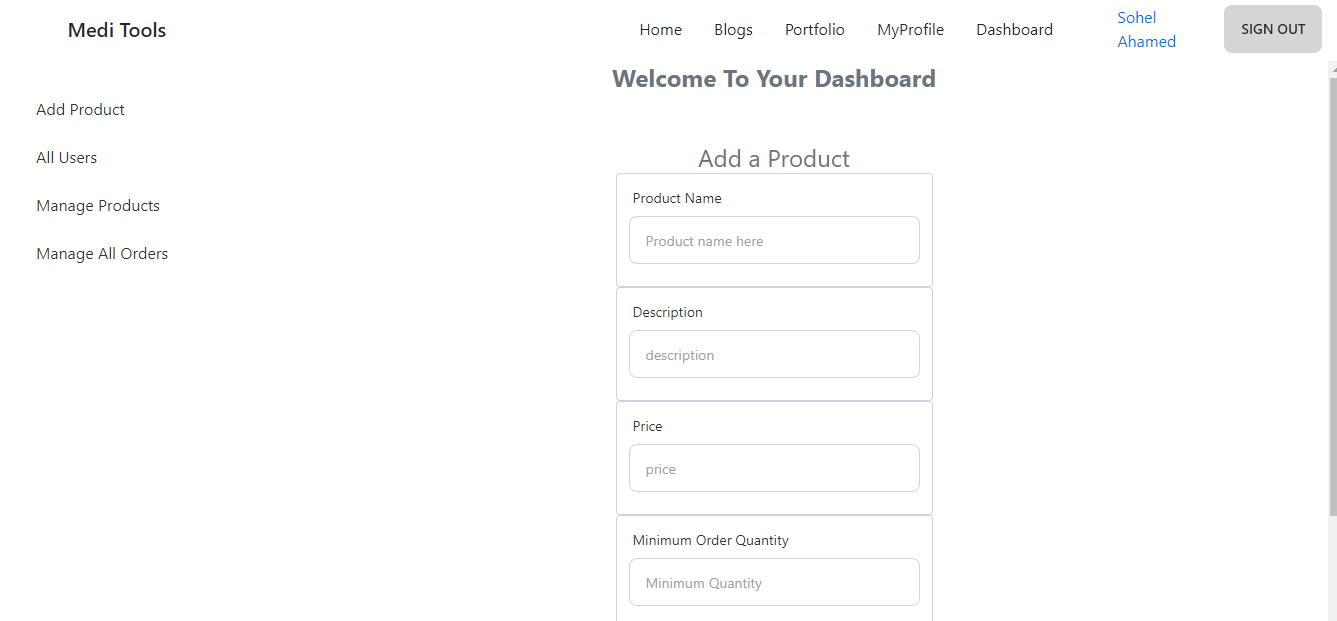 Medi Tools
Home
Blogs
Portfolio
MyProfile
Dashboard
Sohel
Ahamed
SIGN OUT
Add Product
All Users
Manage Products
Manage All Orders
Welcome To Your Dashboard
Add a Product
Product Name
Product name here
Description
description
Price
price
Minimum Order Quantity
Minimum Quantity